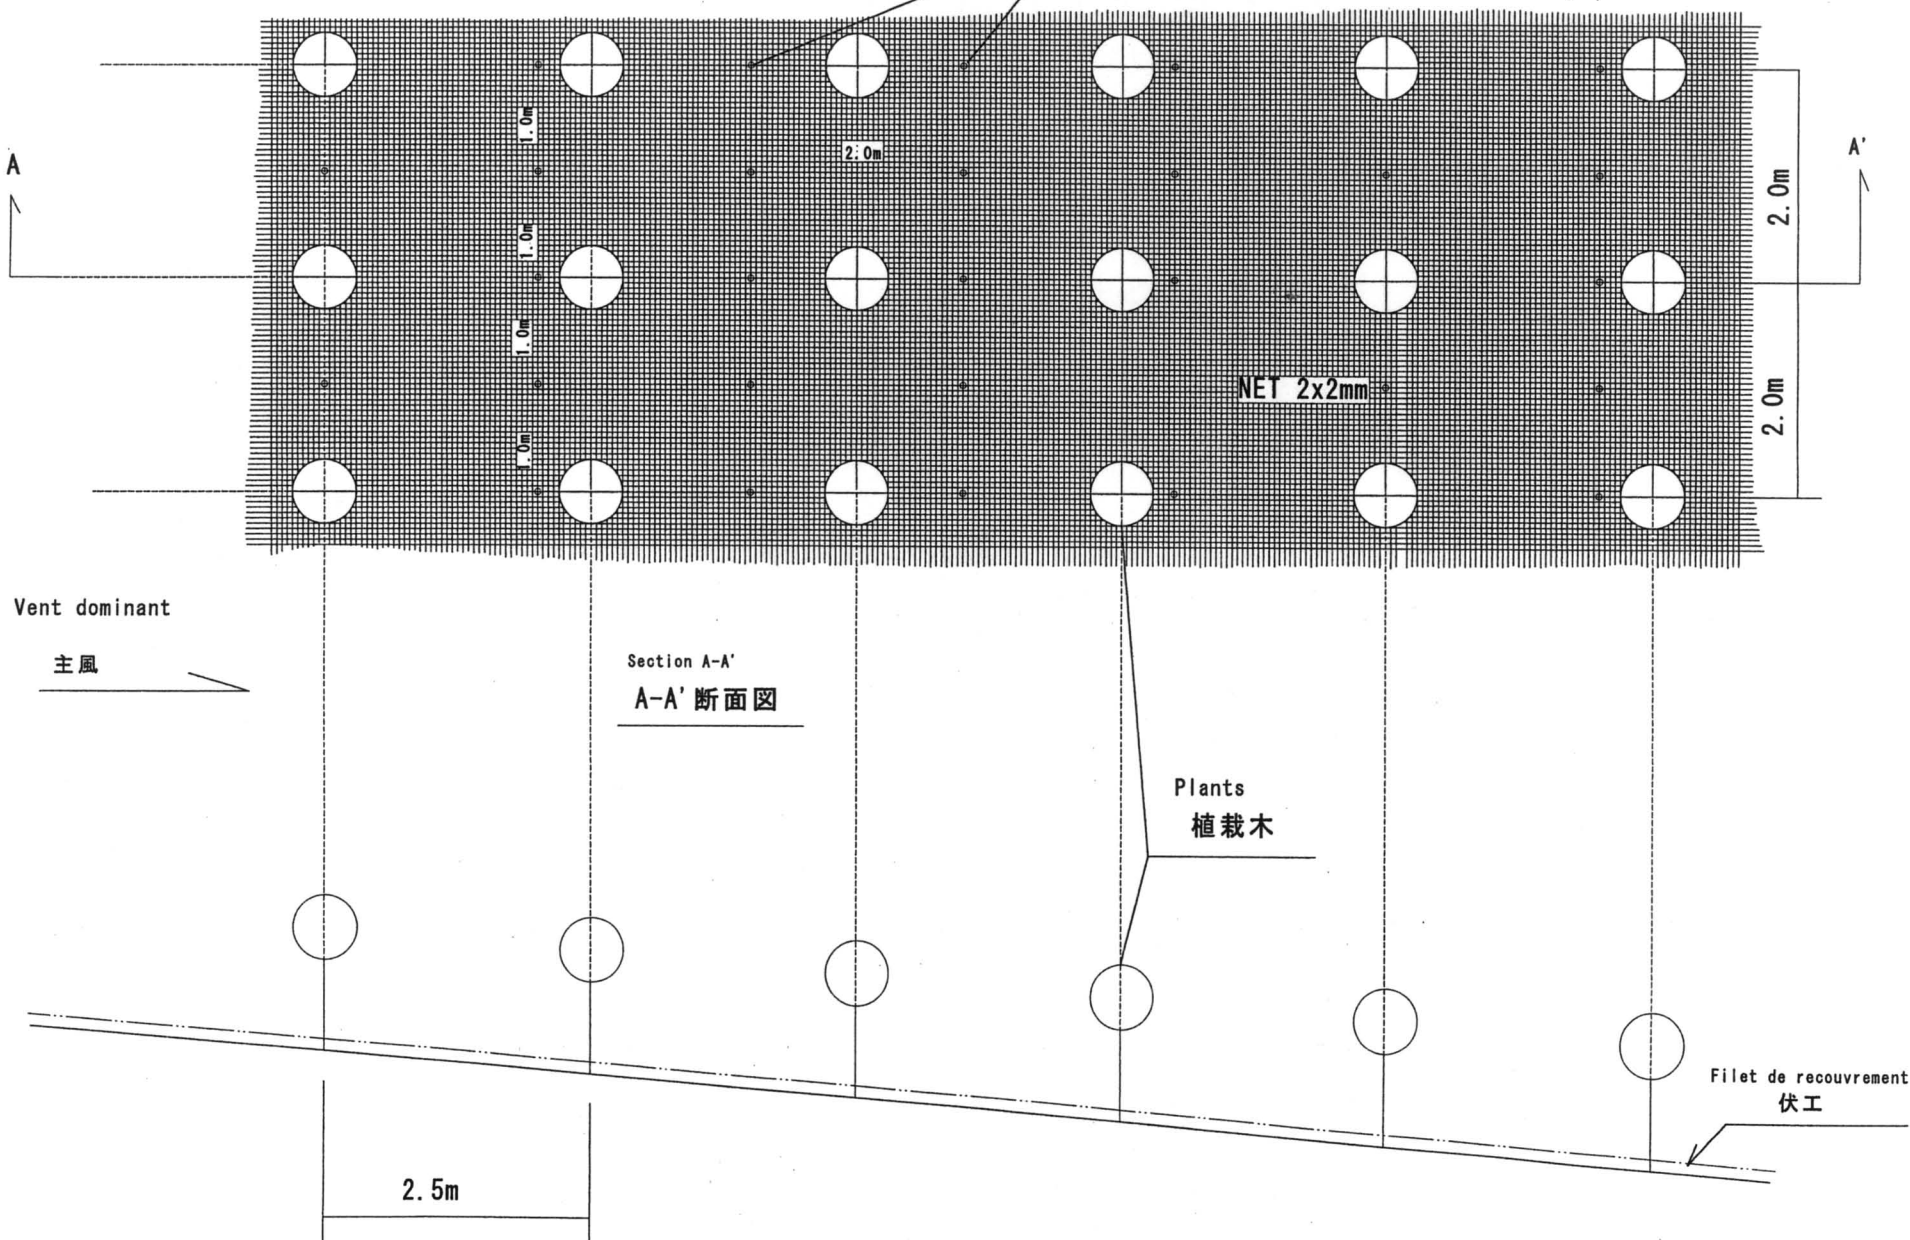 1.0m
2.0m
A
A'
1.0m
2.0m
1.0m
NET 2x2mm
2.0m
1.0m
Vent dominant
主風
Section A-A'
A-A' 断面図
Plants
植栽木
Filet de recouvrement
伏工
2.5m